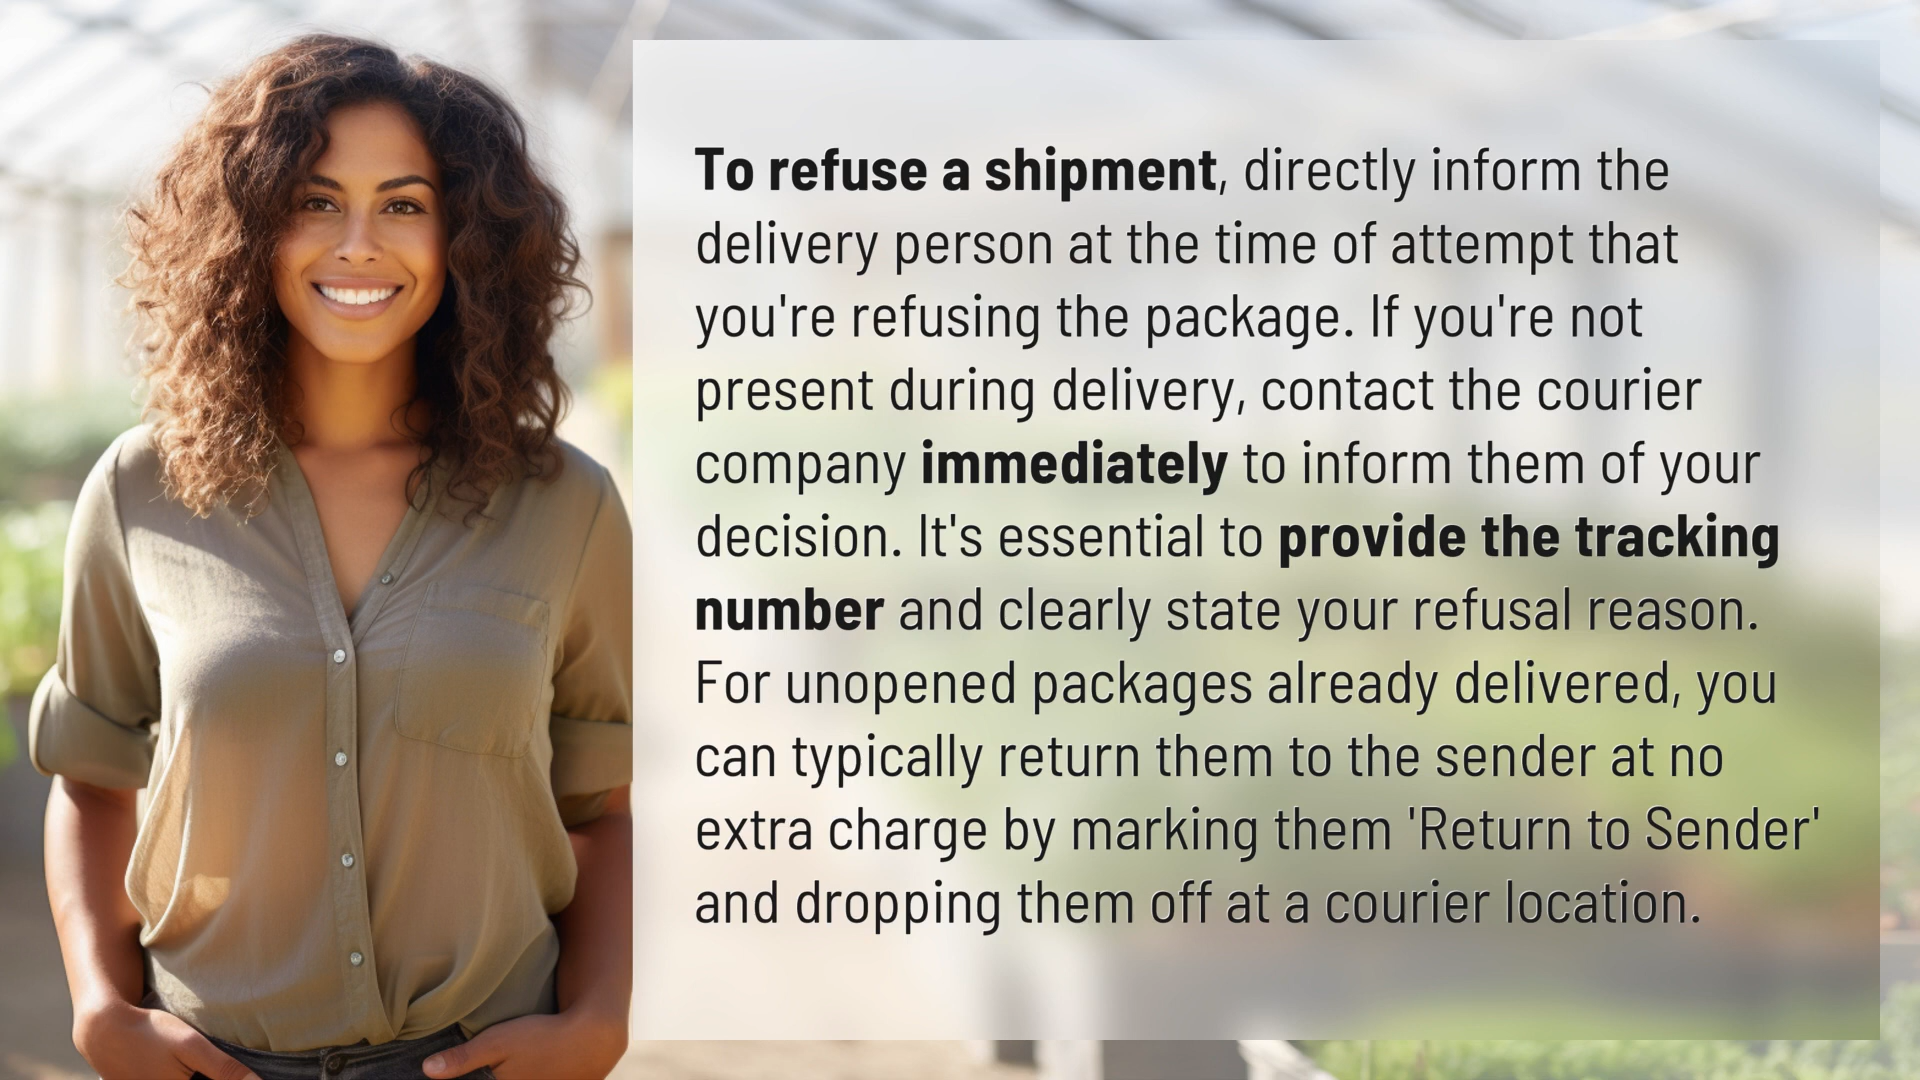 To refuse a shipment, directly inform the
delivery person at the time of attempt that
you're refusing the package. If you're not
present during delivery, contact the courier
company immediately to inform them of your
decision. It's essential to provide the tracking
number and clearly state your refusal reason.
For unopened packages already delivered, you
can typically return them to the sender at no
extra charge by marking them 'Return to Sender'
and dropping them off at a courier location.